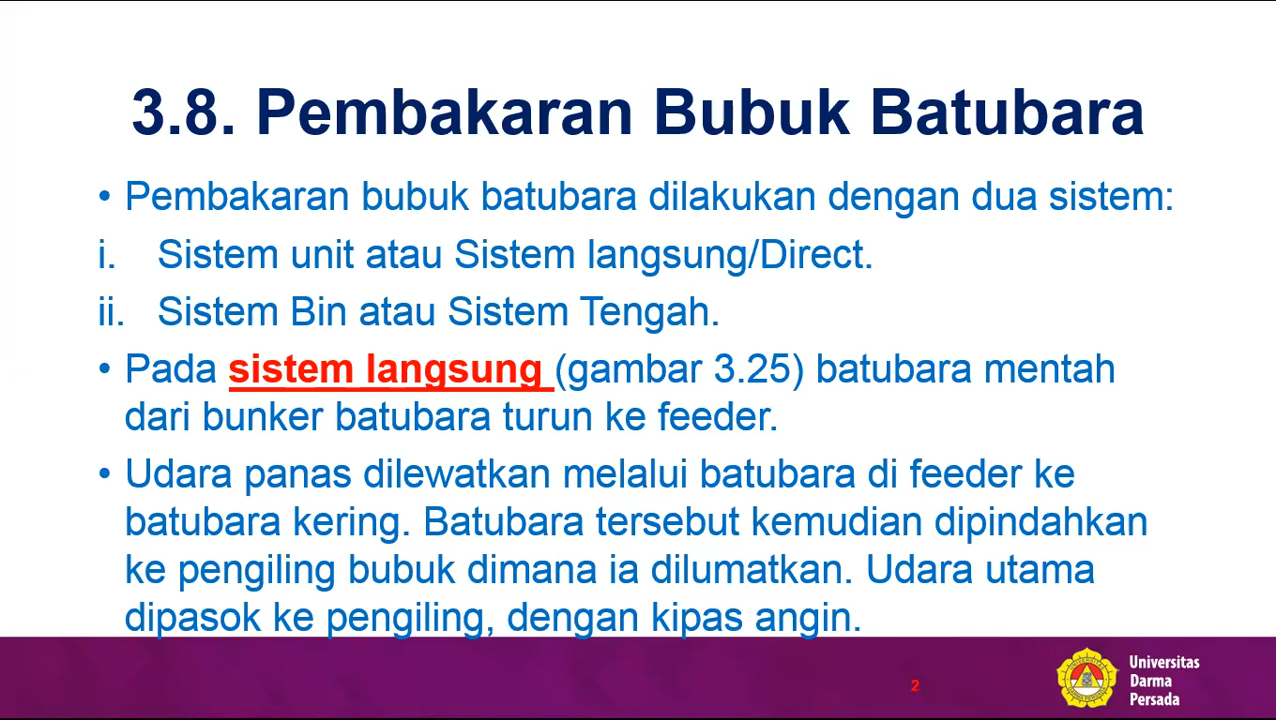 3.8. Pembakaran Bubuk Batubara
• Pembakaran bubuk batubara dilakukan dengan dua sistem:
i. Sistem unit atau Sistem langsung/Direct.
ii. Sistem Bin atau Sistem Tengah.
• Pada sistem langsung (gambar 3.25) batubara mentah
dari bunker batubara turun ke feeder.
• Udara panas dilewatkan melalui batubara di feeder ke
batubara kering. Batubara tersebut kemudian dipindahkan
ke pengiling bubuk dimana ia dilumatkan. Udara utama
dipasok ke pengiling, dengan kipas angin.
2
Universitas
Darma
Persada